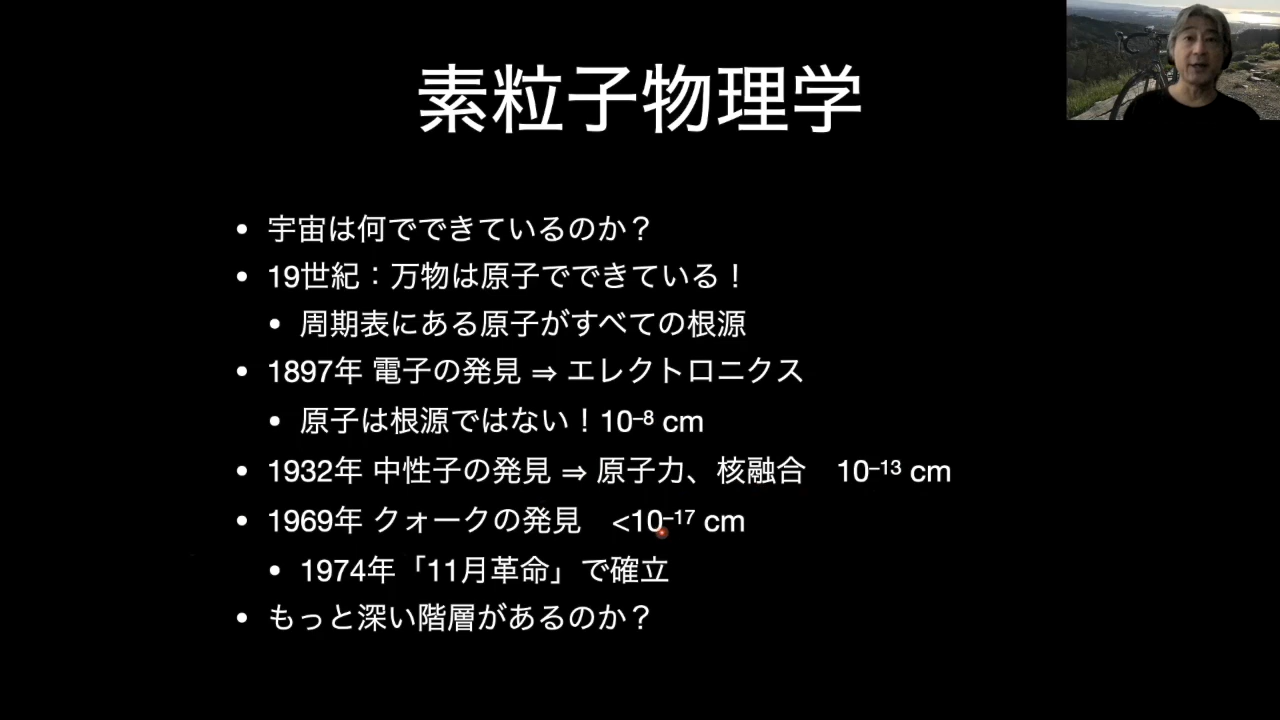 素粒子物理学
• 宇宙は何でできているのか？
• 19世紀：万物は原子でできている！
• 周期表にある原子がすべての根源
• 1897年 電子の発見 ⇒ エレクトロニクス
• 原子は根源ではない！10⁻⁸ cm
• 1932年 中性子の発見 ⇒ 原子力、核融合　10⁻¹³ cm
• 1969年 クォークの発見　<10⁻¹⁷ cm
• 1974年「11月革命」で確立
• もっと深い階層があるのか？